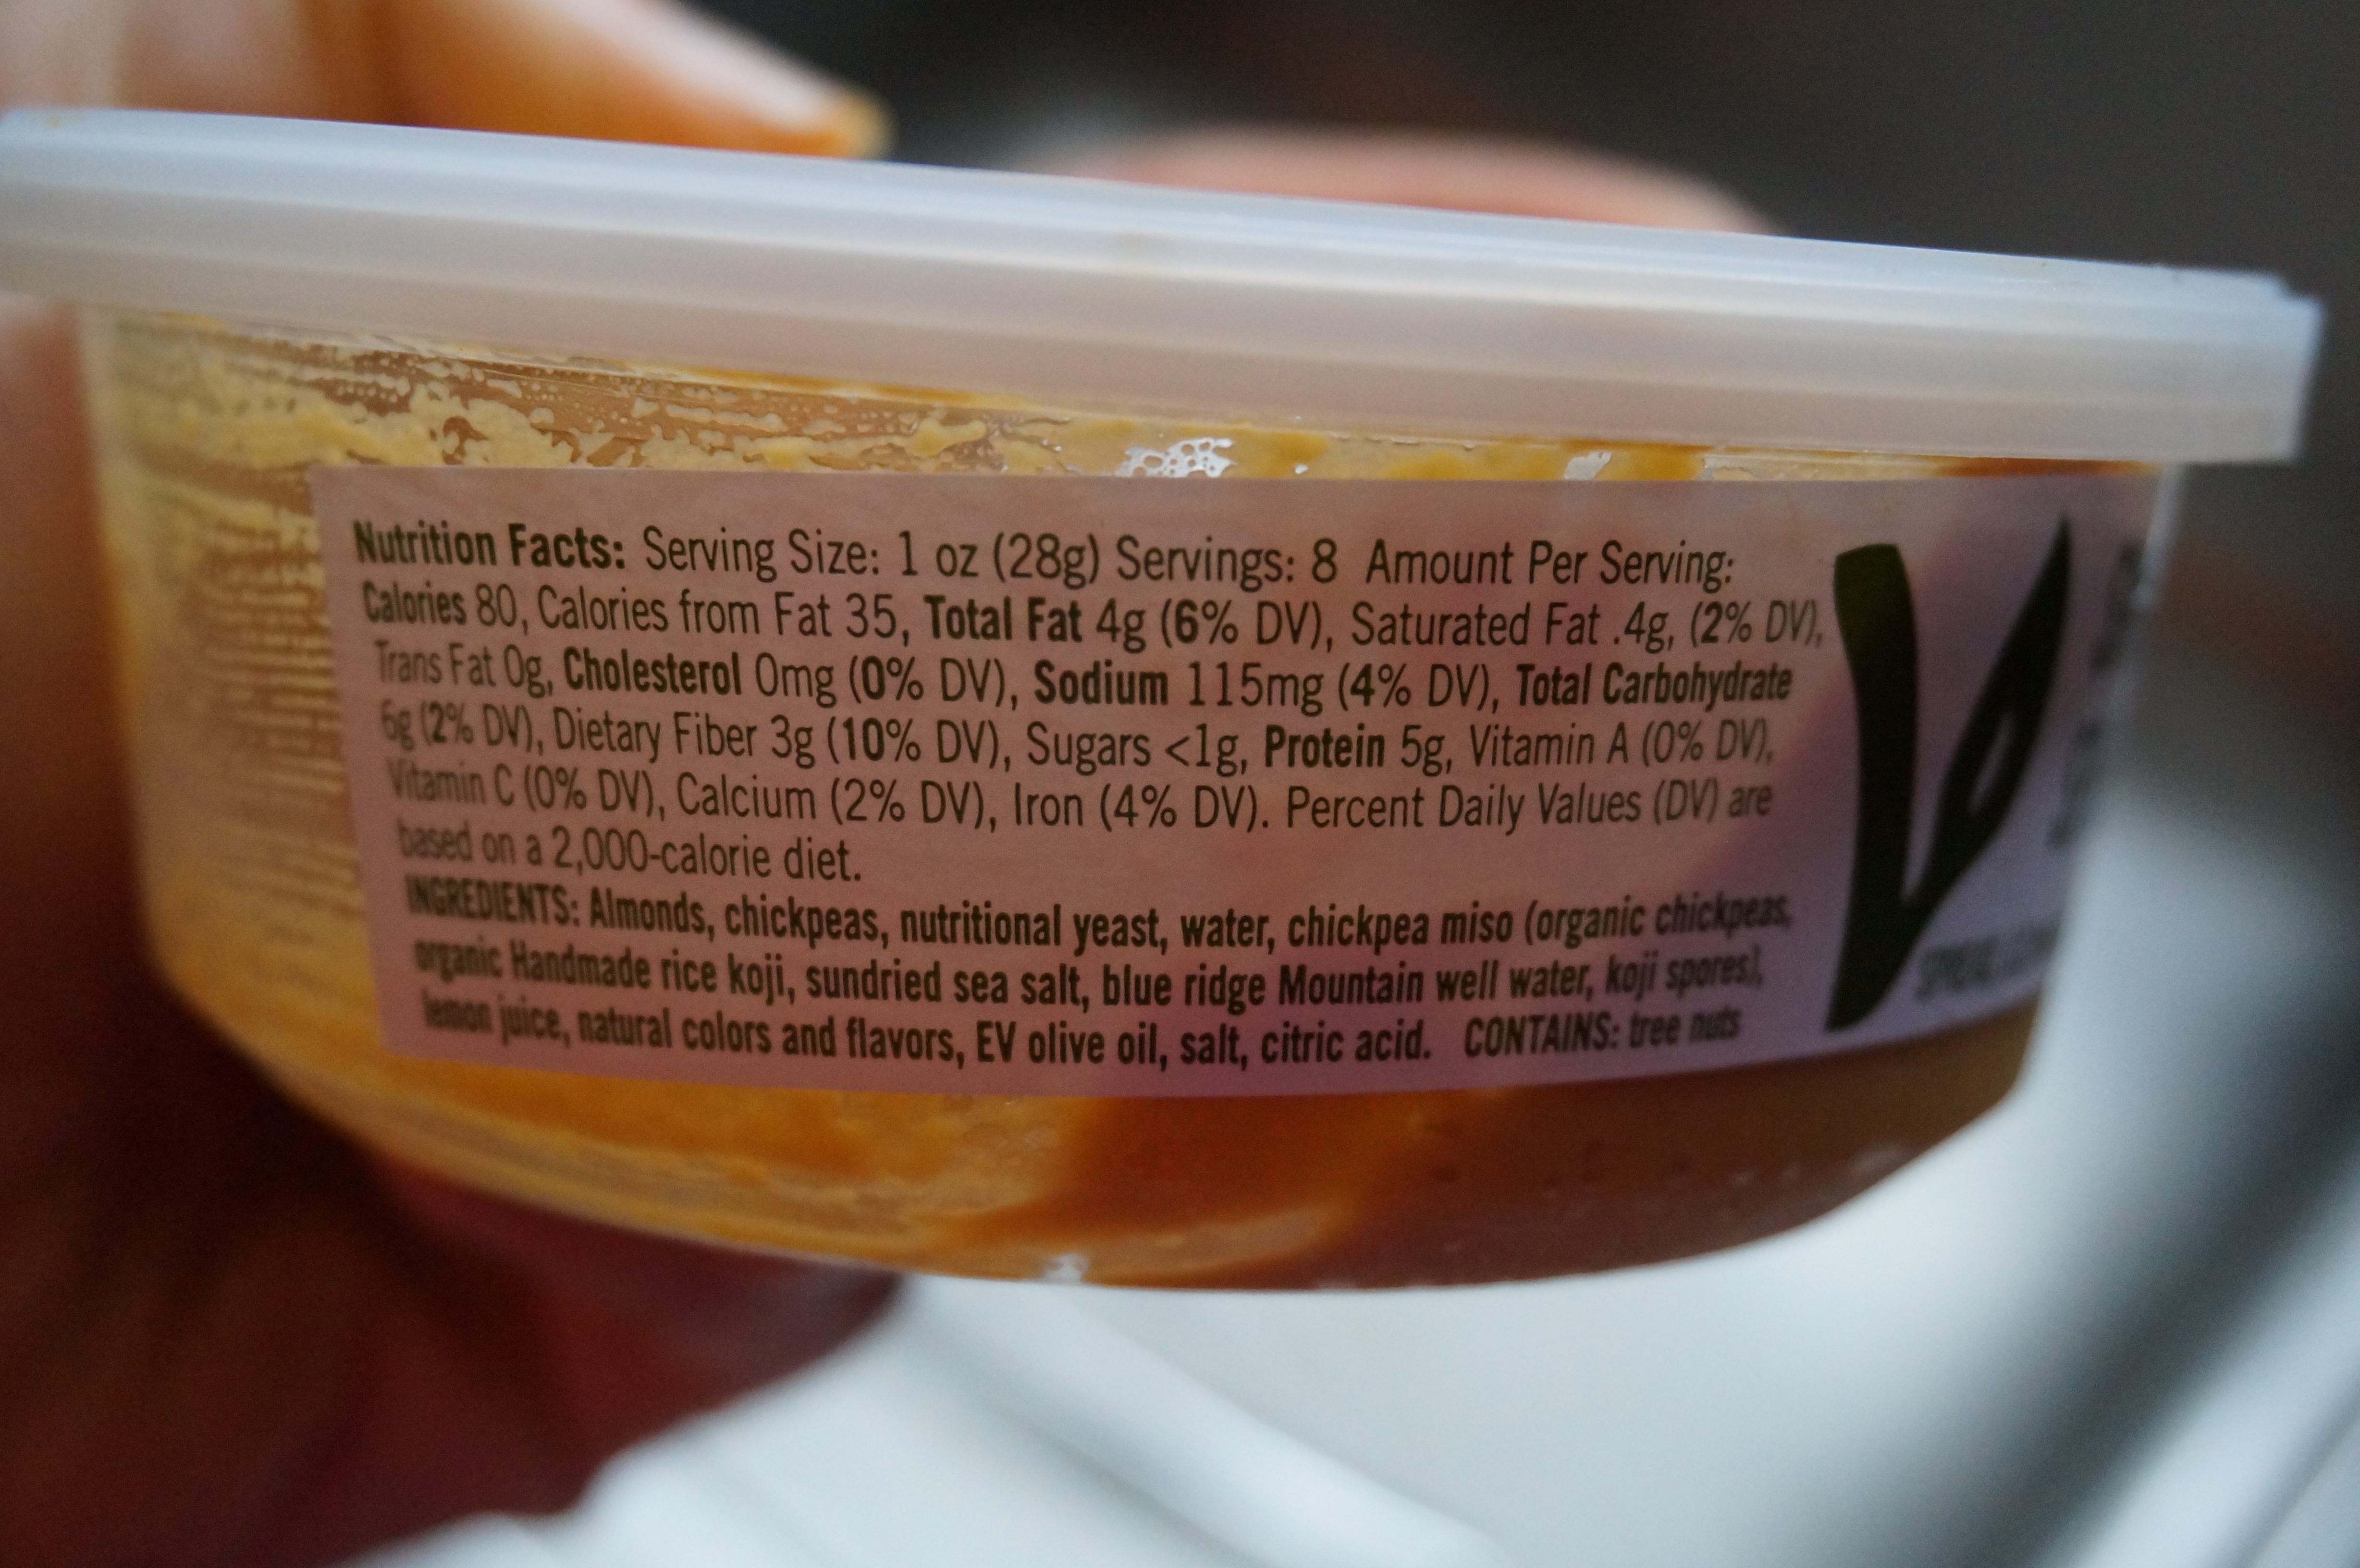 Nutrition Facts: Serving Size: 1 oz (28g) Servings: 8 Amount Per Serving:
Calories 80, Calories from Fat 35, Total Fat 4g (6% DV), Saturated Fat .4g, (2% DV),
Trans Fat 0g, Cholesterol 0mg (0% DV), Sodium 115mg (4% DV), Total Carbohydrate
6g (2% DV), Dietary Fiber 3g (10% DV), Sugars <1g, Protein 5g, Vitamin A (0% DV),
Vitamin C (0% DV), Calcium (2% DV), Iron (4% DV). Percent Daily Values (DV) are
based on a 2,000-calorie diet.
INGREDIENTS: Almonds, chickpeas, nutritional yeast, water, chickpea miso (organic chickpeas,
organic Handmade rice koji, sundried sea salt, blue ridge Mountain well water, koji spores),
lemon juice, natural colors and flavors, EV olive oil, salt, citric acid. CONTAINS: tree nuts
V